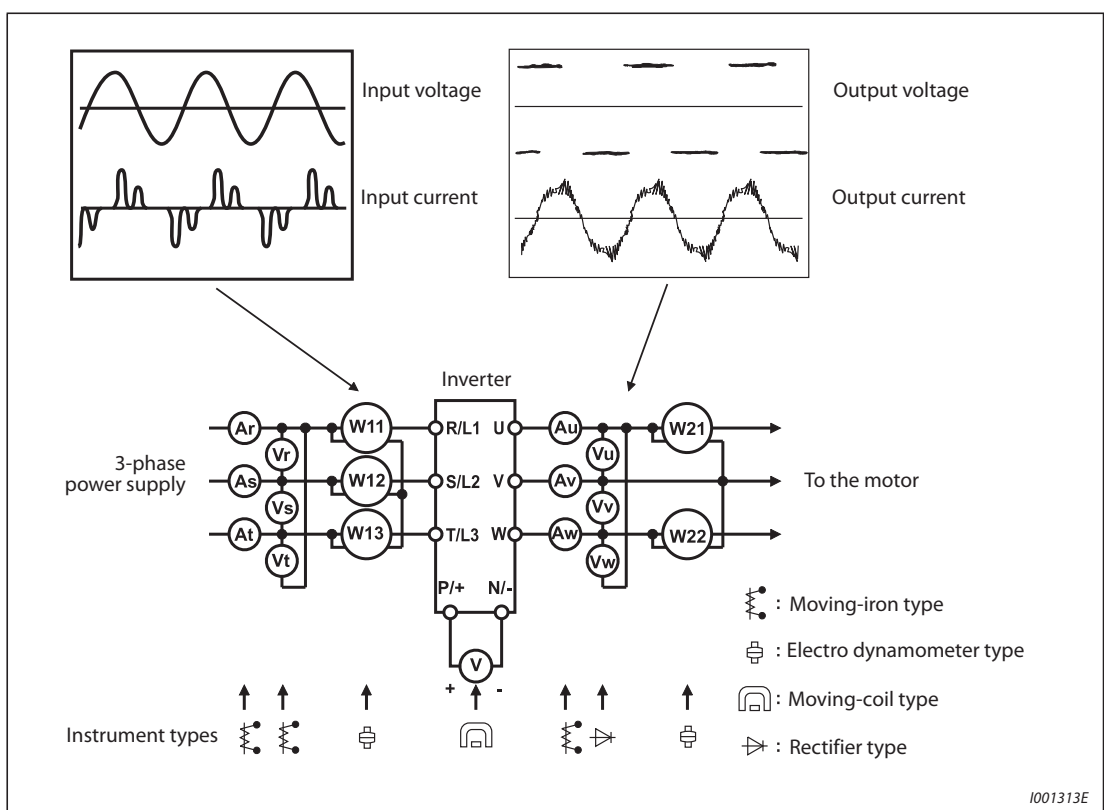 Input voltage
Output voltage
Input current
Output current
Inverter
3-phase
power supply
Ar
Vr
As
Vs
At
Vt
W11
W12
W13
R/L1
U
S/L2
V
T/L3
W
P/+
N/-
V
+
-
Au
Vu
Av
Vv
Aw
Vw
W21
W22
To the motor
: Moving-iron type
: Electro dynamometer type
: Moving-coil type
: Rectifier type
Instrument types
I001313E